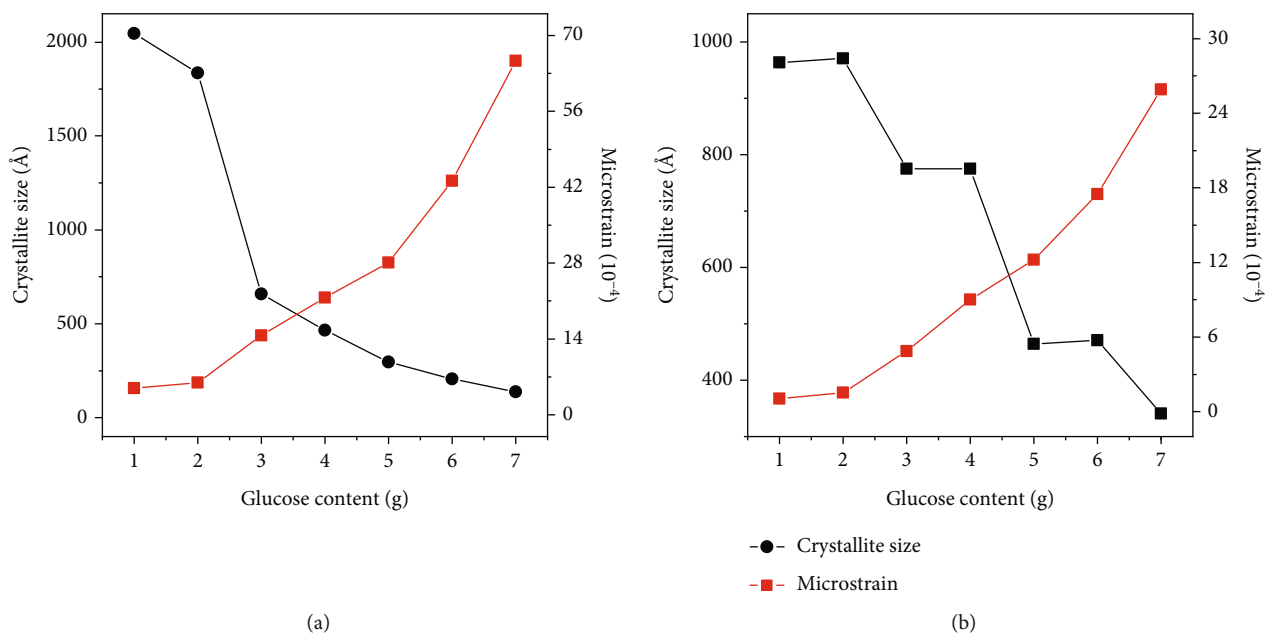 2000
1500
1000
500
0
Crystallite size (Å)
70
56
42
28
14
0
Microstrain (10⁻⁴)
1 2 3 4 5 6 7
Glucose content (g)
(a)
1000
800
600
400
Crystallite size (Å)
30
24
18
12
6
0
Microstrain (10⁻⁴)
1 2 3 4 5 6 7
Glucose content (g)
Crystallite size
Microstrain
(b)